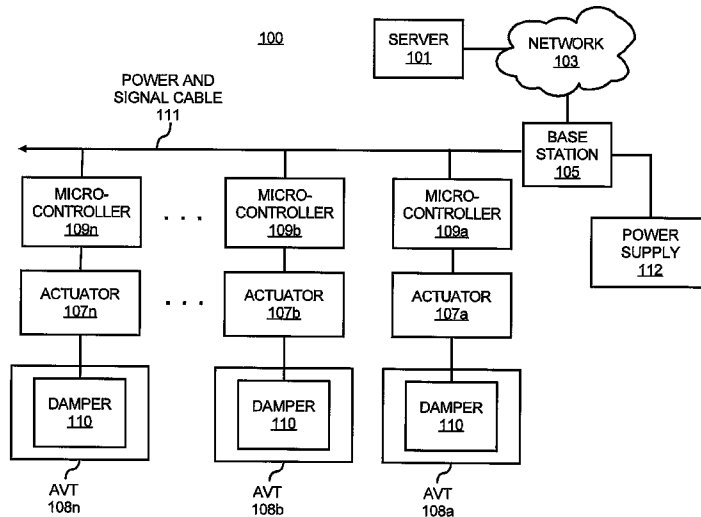 100
SERVER
101
NETWORK
103
POWER AND
SIGNAL CABLE
111
BASE
STATION
105
MICRO-
CONTROLLER
109n
. . .
MICRO-
CONTROLLER
109b
MICRO-
CONTROLLER
109a
POWER
SUPPLY
112
ACTUATOR
107n
. . .
ACTUATOR
107b
ACTUATOR
107a
DAMPER
110
DAMPER
110
DAMPER
110
AVT
108n
AVT
108b
AVT
108a